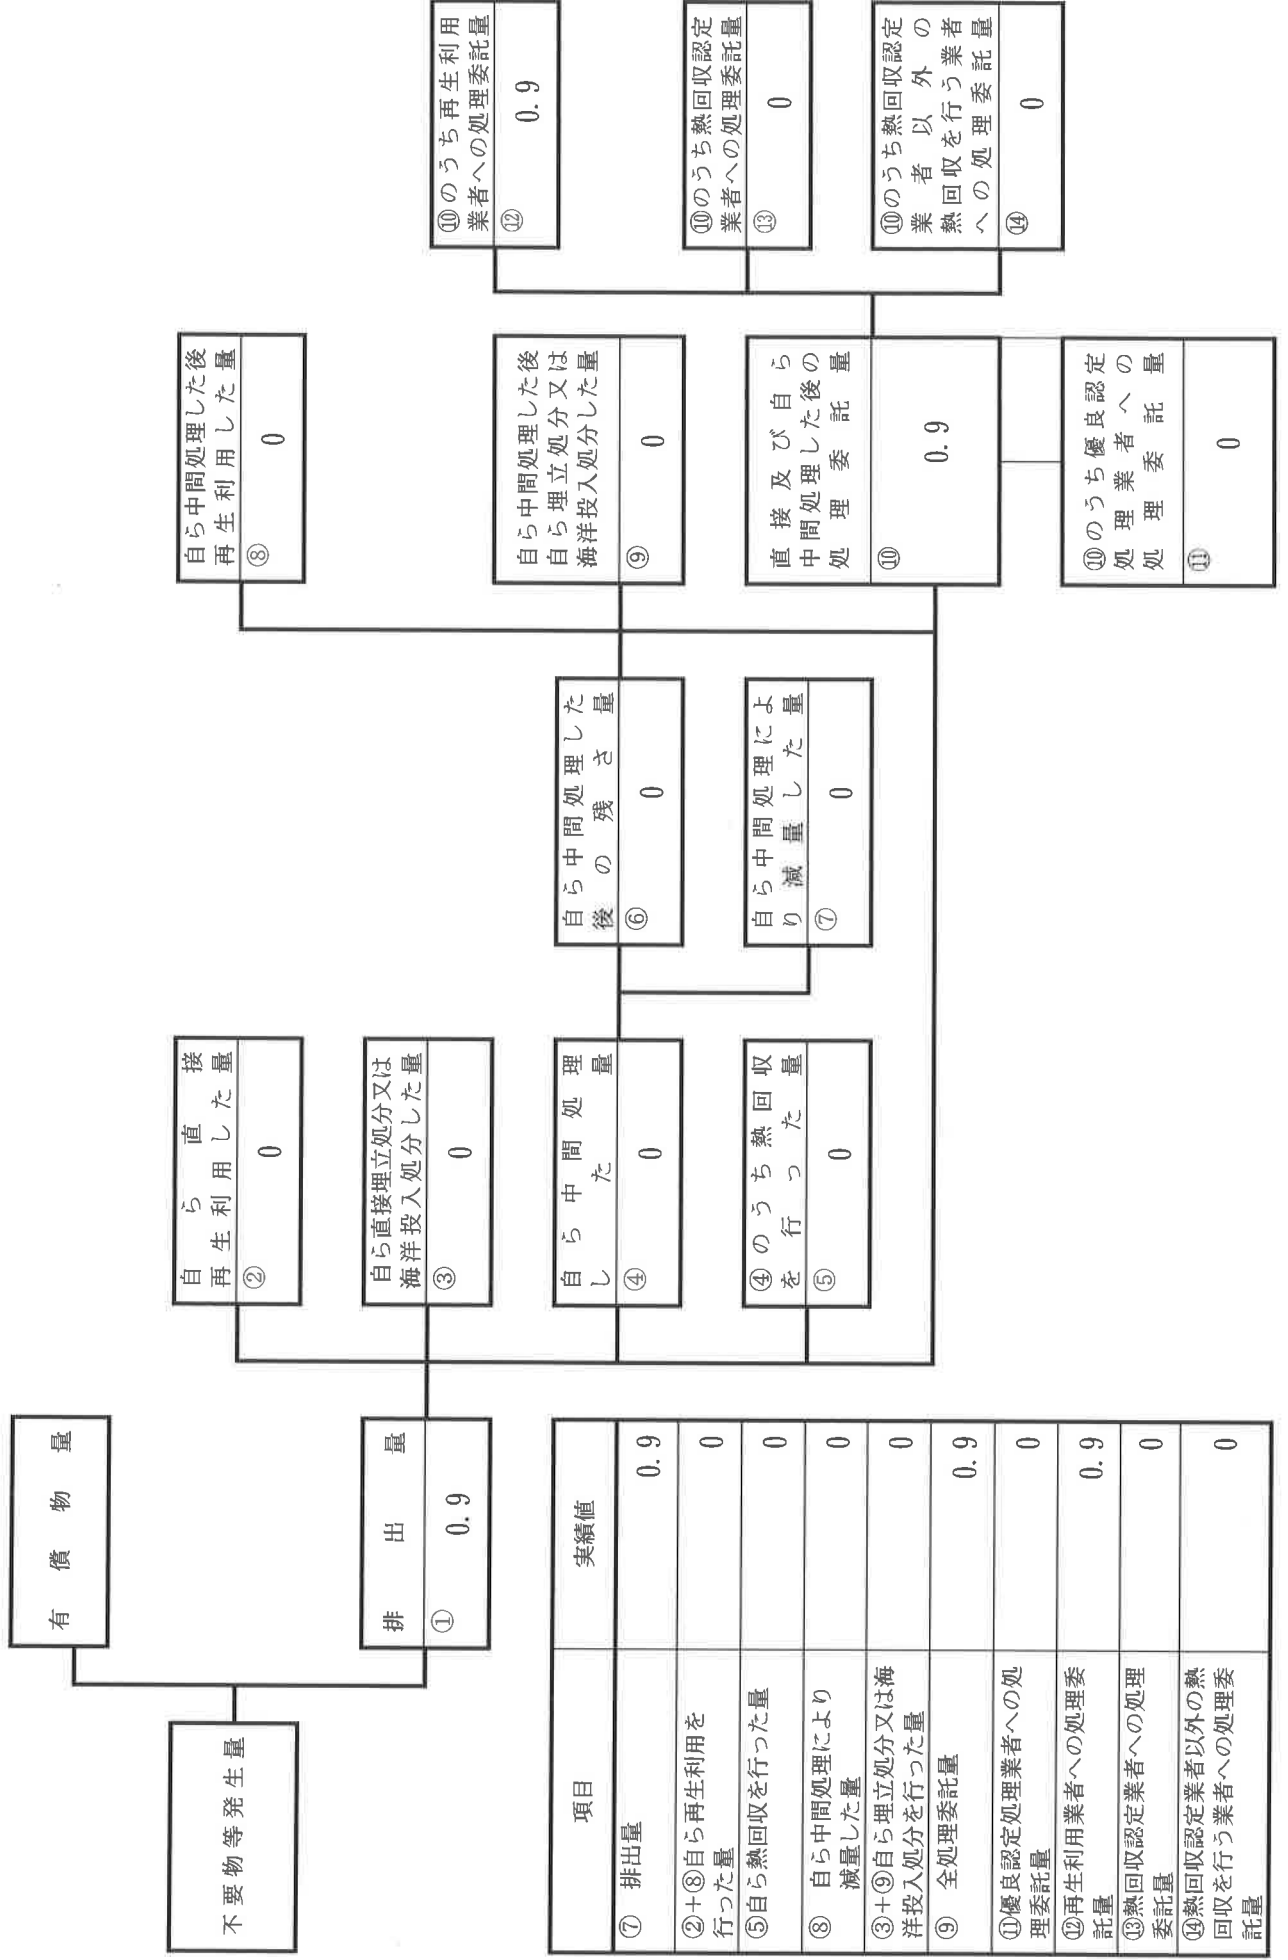 不要物等発生量
有償物量
排出量
① 0.9
自ら直接
再生利用した量
② 0
自ら直接埋立処分又は
海洋投入処分した量
③ 0
自ら中間処理
した量
④ 0
④のうち熱回収
を行った量
⑤ 0
自ら中間処理した
後の残さ量
⑥ 0
自ら中間処理によ
り減量した量
⑦ 0
自ら中間処理した後
再生利用した量
⑧ 0
自ら中間処理した後
自ら埋立処分又は
海洋投入処分した量
⑨ 0
直接及び自ら
中間処理した後の
処理委託量
⑩ 0.9
⑩のうち優良認定
処理業者への
処理委託量
⑪ 0
⑩のうち再生利用
業者への処理委託量
⑫ 0.9
⑩のうち熱回収認定
業者への処理委託量
⑬ 0
⑩のうち熱回収認定
業者以外の
熱回収を行う業者
への処理委託量
⑭ 0
項目 実績値
⑦ 排出量 0.9
②+⑧自ら再生利用を
行った量 0
⑤自ら熱回収を行った量 0
⑧ 自ら中間処理により
減量した量 0
③+⑨自ら埋立処分又は海
洋投入処分を行った量 0
⑨ 全処理委託量 0.9
⑪優良認定処理業者への処
理委託量 0
⑫再生利用業者への処理委
託量 0.9
⑬熱回収認定業者への処理
委託量 0
⑭熱回収認定業者以外の熱
回収を行う業者への処理委
託量 0